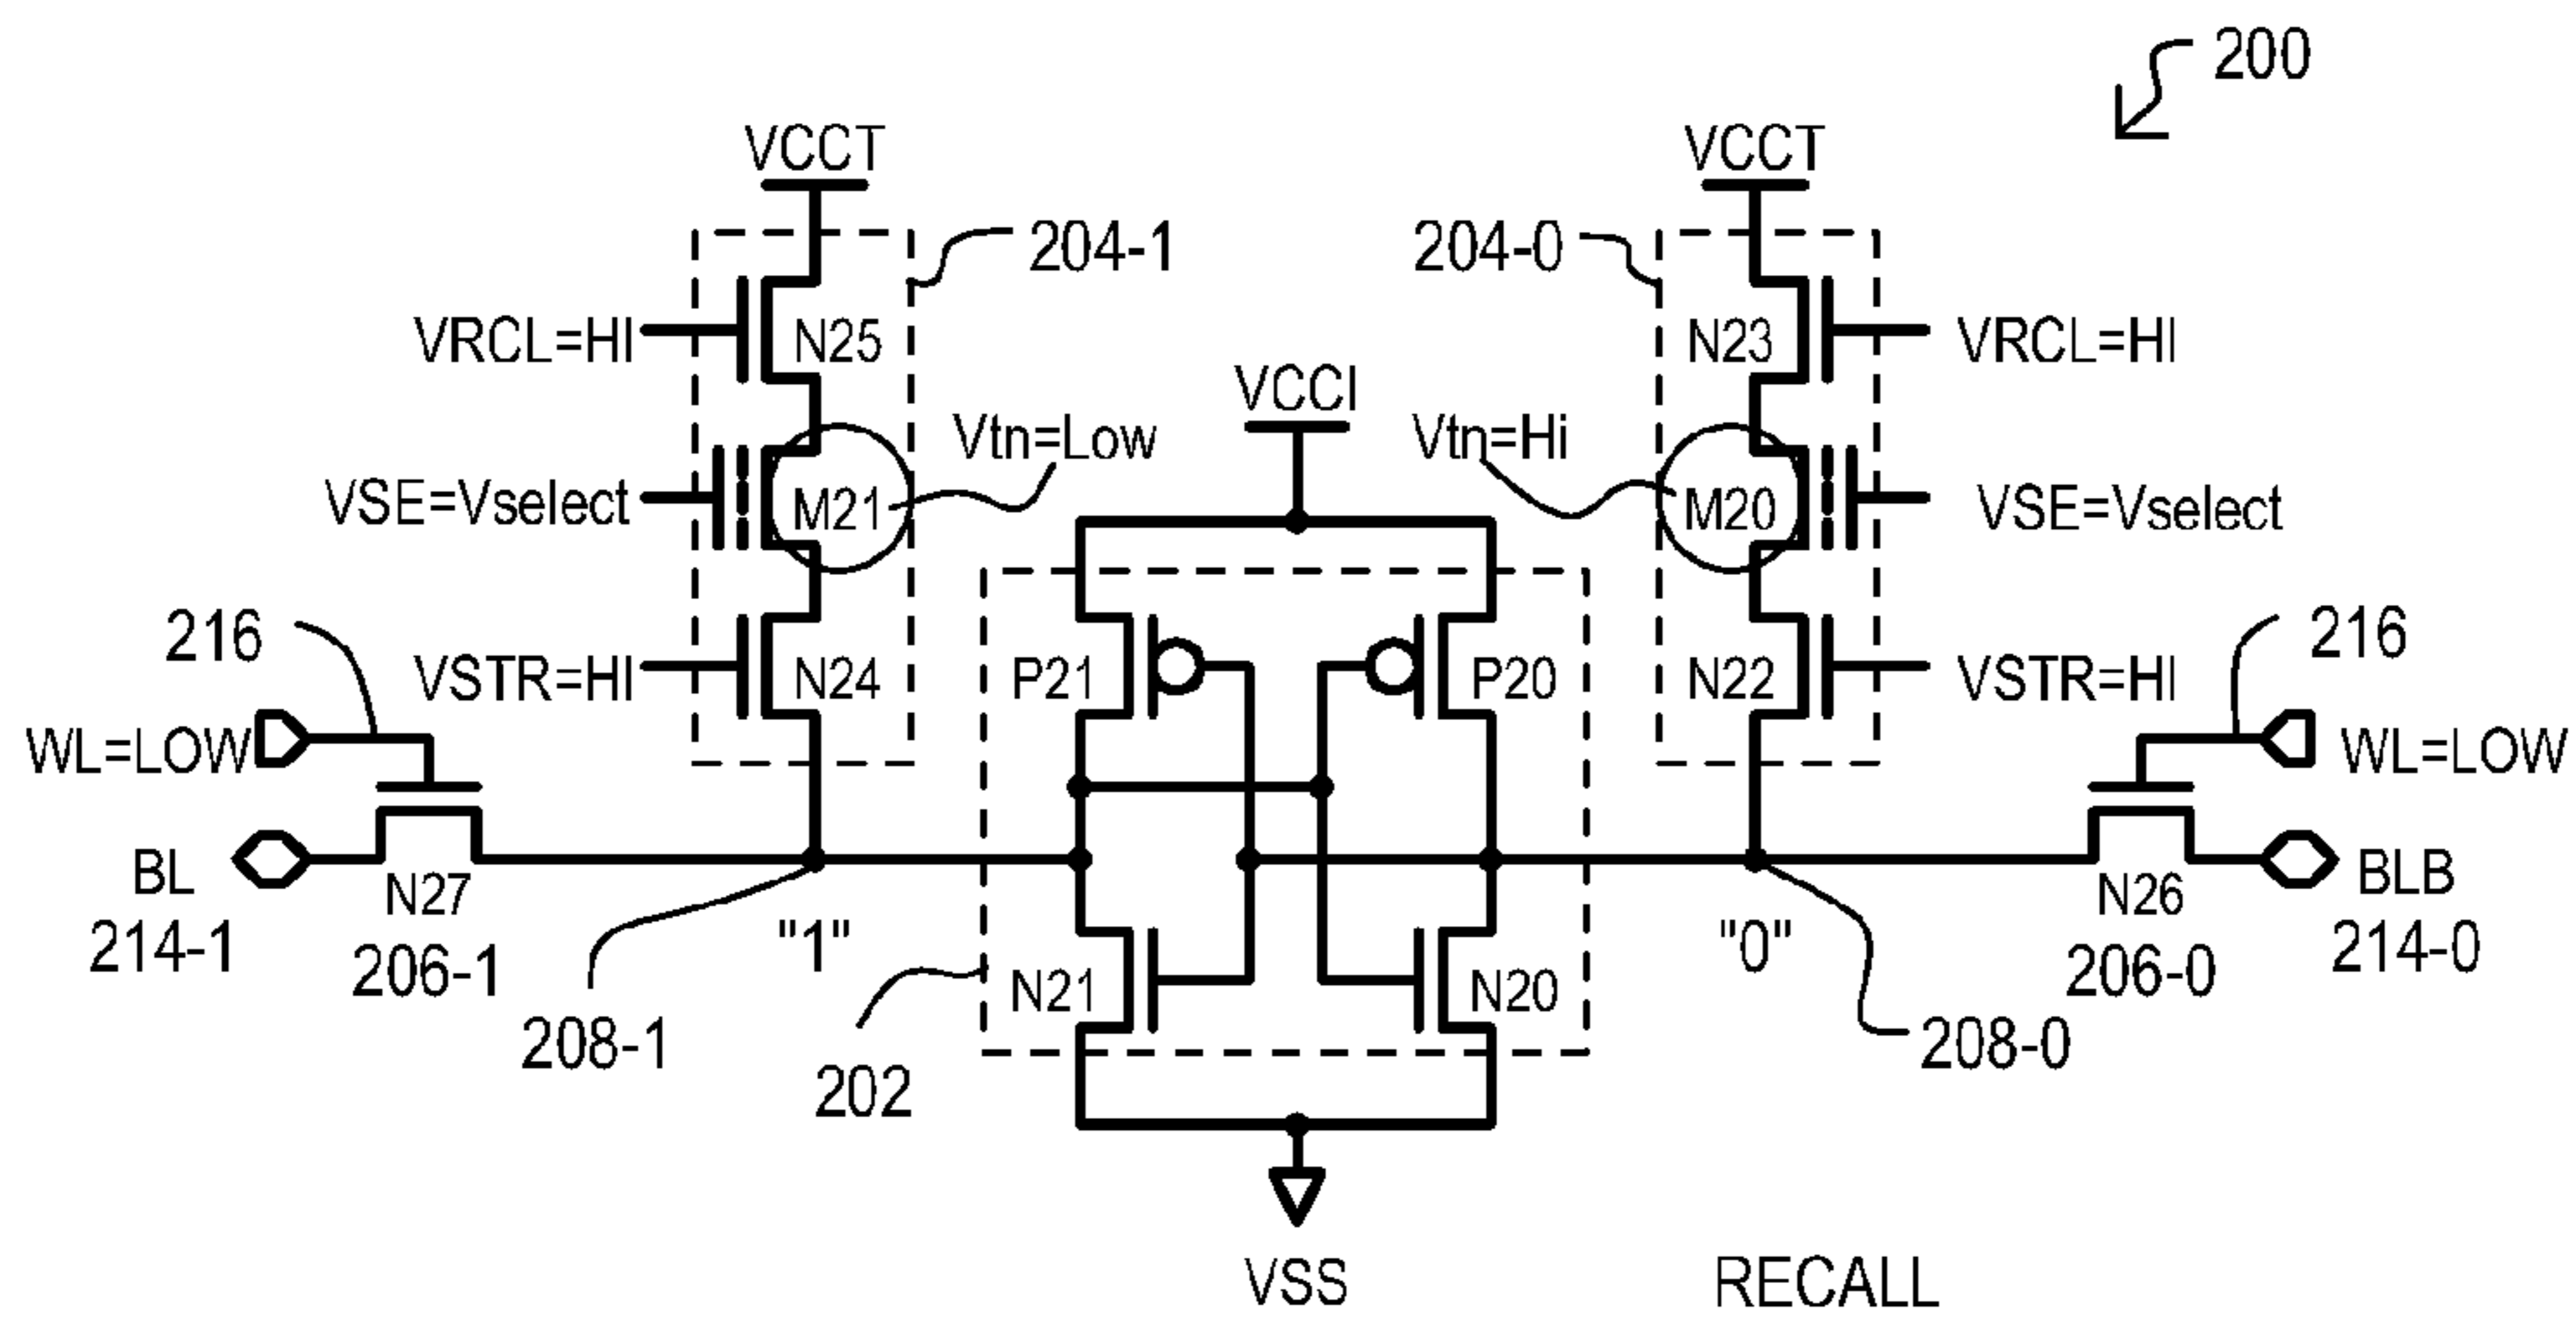 200
VCCT
VCCT
204-1
204-0
VRCL=HI
N25
N23
VRCL=HI
VCCI
Vtn=Low
Vtn=Hi
VSE=Vselect
M21
M20
VSE=Vselect
216
216
VSTR=HI
N24
P21
P20
N22
VSTR=HI
WL=LOW
WL=LOW
BL
N27
N26
BLB
214-1
206-1
"1"
"0"
206-0
214-0
N21
N20
208-1
208-0
202
VSS
RECALL